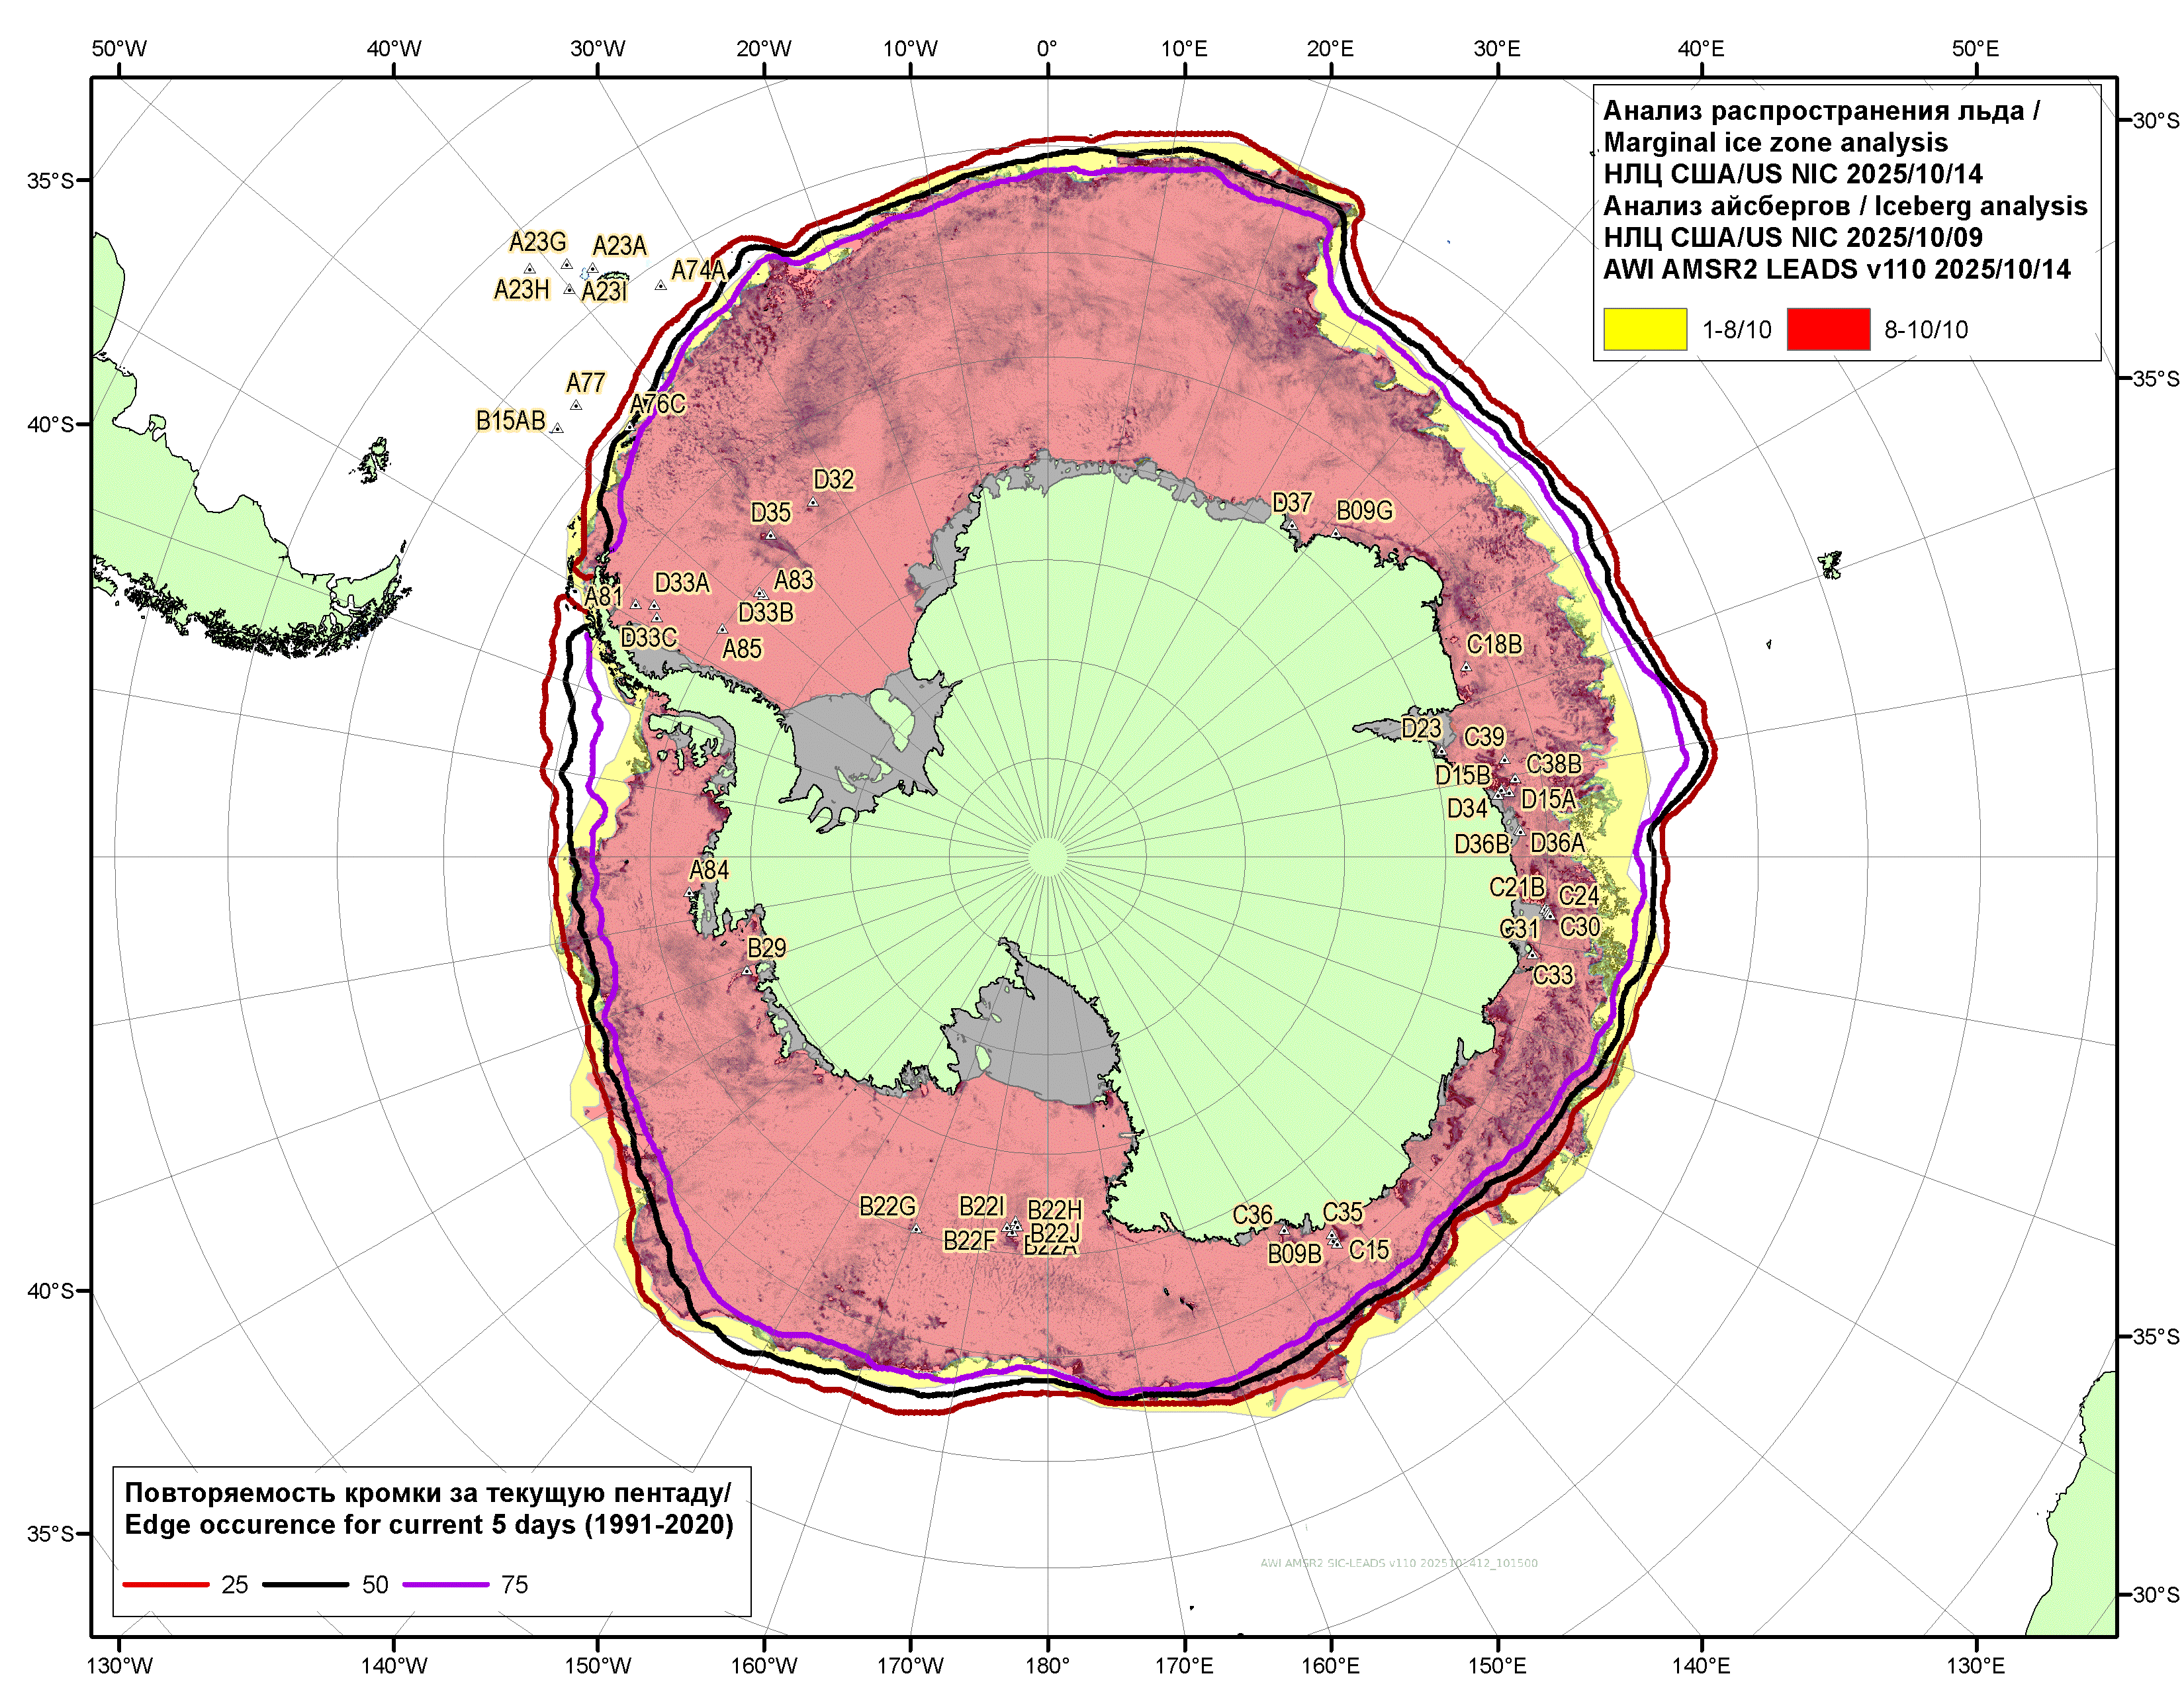 50°W 40°W 30°W 20°W 10°W 0° 10°E 20°E 30°E 40°E 50°E
Анализ распространения льда /
Marginal ice zone analysis
НЛЦ США/US NIC 2025/10/14
Анализ айсбергов / Iceberg analysis
НЛЦ США/US NIC 2025/10/09
AWI AMSR2 LEADS v110 2025/10/14
1-8/10 8-10/10
30°S
35°S
35°S
40°S
A23G
A23A
A23H
A23I
A74A
A77
A76C
B15AB
D32
D35
D37
B09G
A81
D33A
A83
D33B
D33C
A85
C18B
D23
C39
C38B
D15B
D15A
D34
D36B
D36A
A84
C21B
C24
C31
C30
B29
C33
B22G
B22I
B22H
B22F
B22J
B22A
C36
C35
B09B
C15
40°S
35°S
35°S
30°S
Повторяемость кромки за текущую пентаду/
Edge occurence for current 5 days (1991-2020)
25 50 75
130°W 140°W 150°W 160°W 170°W 180° 170°E 160°E 150°E 140°E 130°E